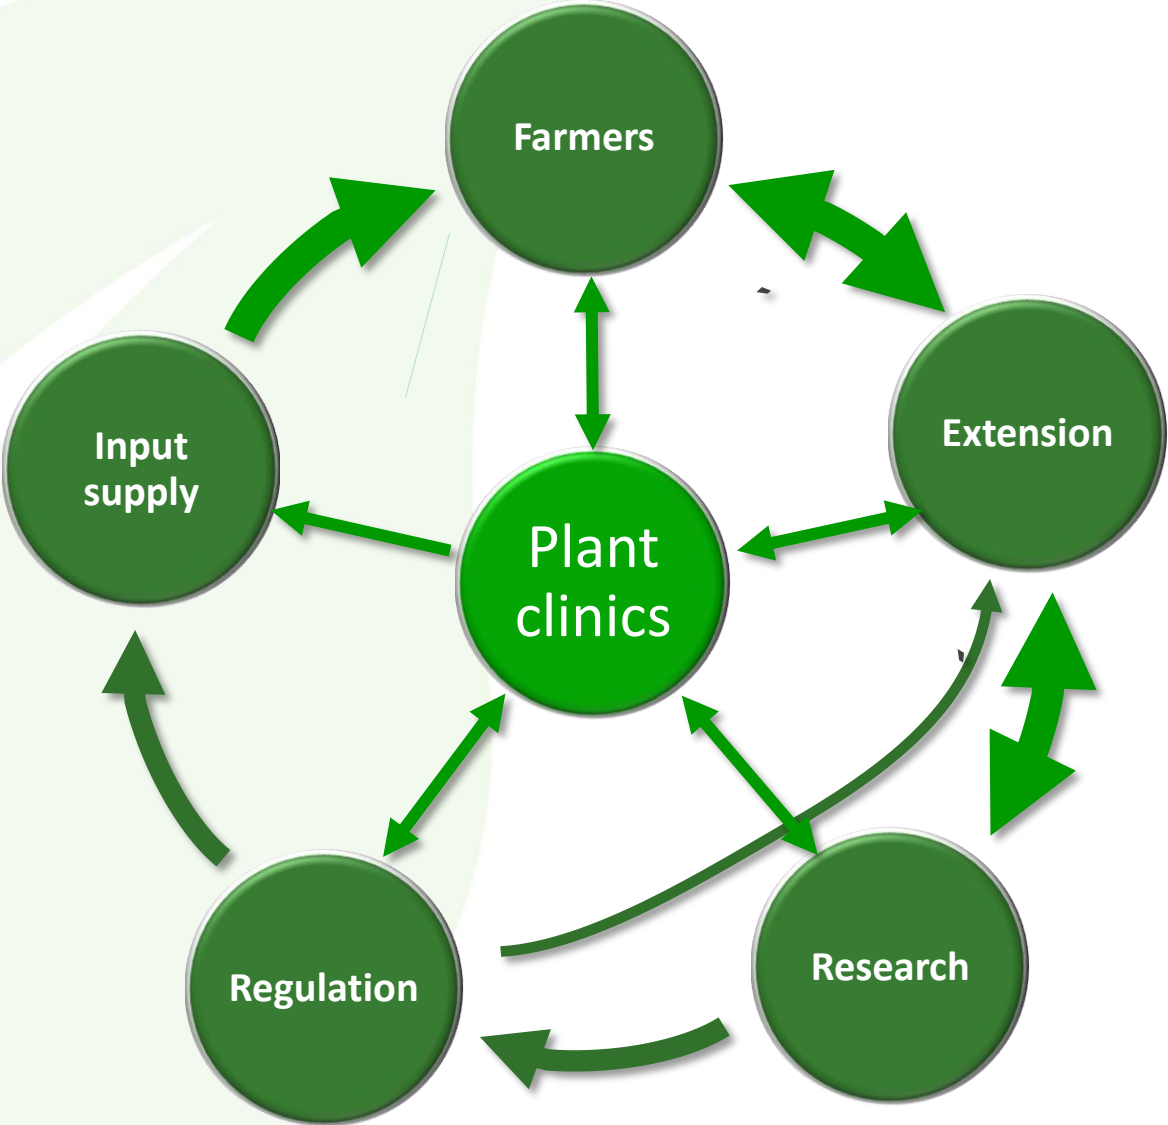 Farmers
Extension
Input
supply
Plant
clinics
Regulation
Research